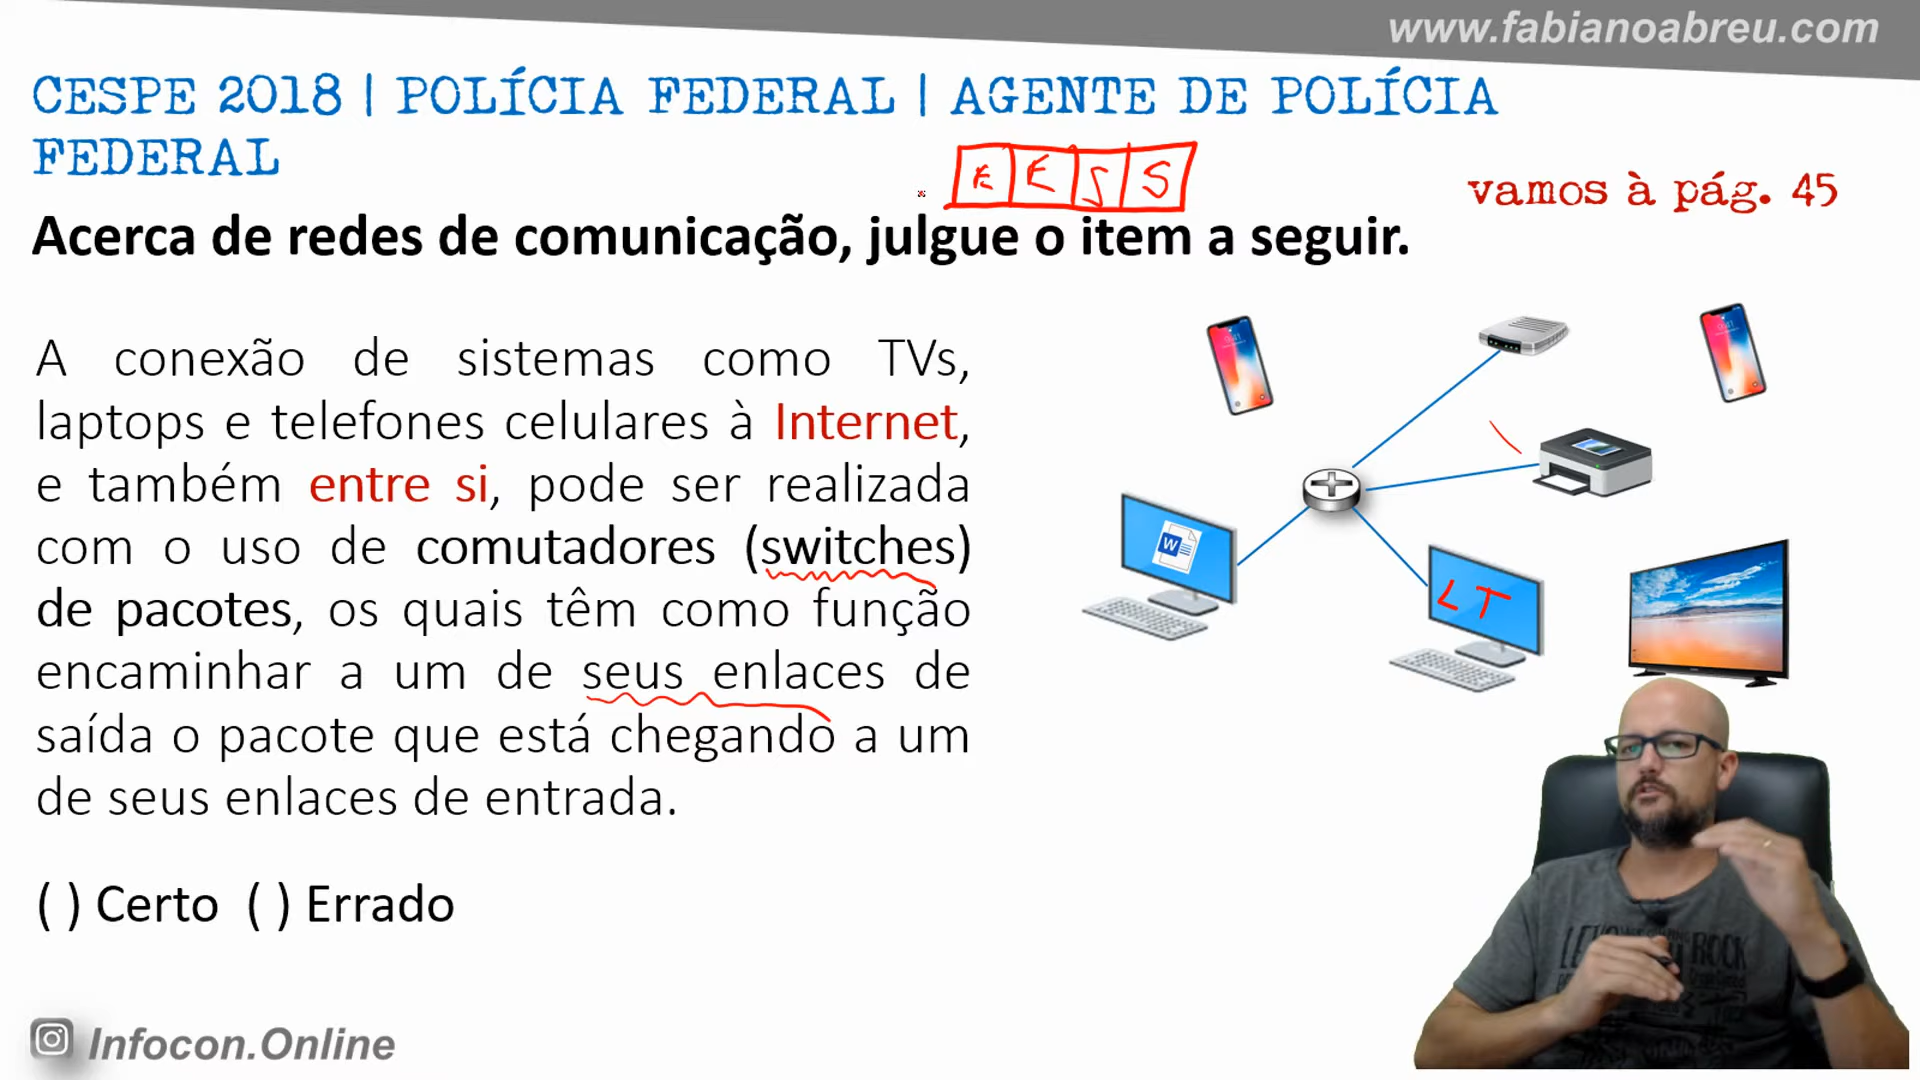 www.fabianoabreu.com
CESPE 2018 | POLÍCIA FEDERAL | AGENTE DE POLÍCIA
FEDERAL
E E S S
vamos à pág. 45
Acerca de redes de comunicação, julgue o item a seguir.
A conexão de sistemas como TVs,
laptops e telefones celulares à Internet,
e também entre si, pode ser realizada
com o uso de comutadores (switches)
de pacotes, os quais têm como função
encaminhar a um de seus enlaces de
saída o pacote que está chegando a um
de seus enlaces de entrada.
W
LT
( ) Certo ( ) Errado
ROCK
Infocon.Online